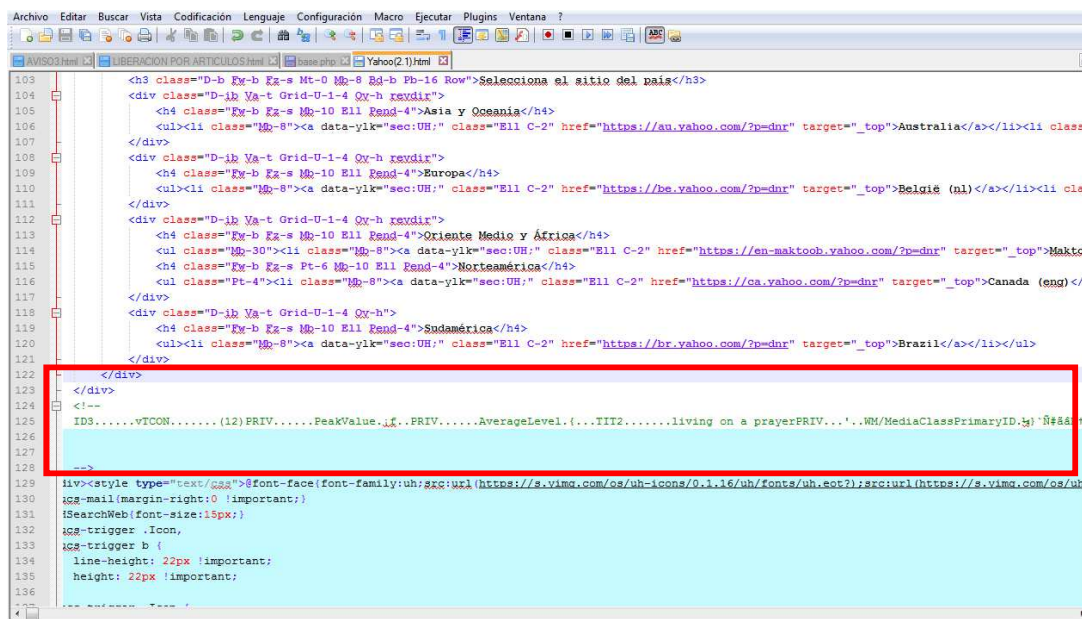 Archivo Editar Buscar Vista Codificación Lenguaje Configuración Macro Ejecutar Plugins Ventana ?
AVISO3.html LIBERACION POR ARTICULOS.html base.php Yahoo(2.1).html
103 <h3 class="D-b Fw-b Fz-s Mt-0 Mb-8 Bd-b Pb-16 Row">Selecciona el sitio del país</h3>
104 <div class="D-ib Va-t Grid-U-1-4 Ov-h revdir">
105 <h4 class="Fw-b Fz-s Mb-10 Ell Pend-4">Asia y Oceanía</h4>
106 <ul><li class="Mb-8"><a data-ylk="sec:UH;" class="Ell C-2" href="https://au.yahoo.com/?p=dnr" target="_top">Australia</a></li><li class
107 </div>
108 <div class="D-ib Va-t Grid-U-1-4 Ov-h revdir">
109 <h4 class="Fw-b Fz-s Mb-10 Ell Pend-4">Europa</h4>
110 <ul><li class="Mb-8"><a data-ylk="sec:UH;" class="Ell C-2" href="https://be.yahoo.com/?p=dnr" target="_top">België (nl)</a></li><li cla
111 </div>
112 <div class="D-ib Va-t Grid-U-1-4 Ov-h revdir">
113 <h4 class="Fw-b Fz-s Mb-10 Ell Pend-4">Oriente Medio y África</h4>
114 <ul class="Mb-30"><li class="Mb-8"><a data-ylk="sec:UH;" class="Ell C-2" href="https://en-maktoob.yahoo.com/?p=dnr" target="_top">Makto
115 <h4 class="Fw-b Fz-s Pt-6 Mb-10 Ell Pend-4">Norteamérica</h4>
116 <ul class="Pt-4"><li class="Mb-8"><a data-ylk="sec:UH;" class="Ell C-2" href="https://ca.yahoo.com/?p=dnr" target="_top">Canada (eng)</
117 </div>
118 <div class="D-ib Va-t Grid-U-1-4 Ov-h">
119 <h4 class="Fw-b Fz-s Mb-10 Ell Pend-4">Sudamérica</h4>
120 <ul><li class="Mb-8"><a data-ylk="sec:UH;" class="Ell C-2" href="https://br.yahoo.com/?p=dnr" target="_top">Brazil</a></li></ul>
121 </div>
122 </div>
123 </div>
124 <!--
125 ID3......vTCON.......(12)PRIV......PeakValue. PRIV......AverageLevel.{...TIT2.......living on a prayerPRIV...'..WM/MediaClassPrimaryID.
126
127
128 -->
129 div><style type="text/css">@font-face{font-family:uh;src:url(https://s.yimg.com/os/uh-icons/0.1.16/uh/fonts/uh.eot?);src:url(https://s.yimg.com/os/uh
130 ucs-mail{margin-right:0 !important;}
131 SearchWeb{font-size:15px;}
132 ucs-trigger .Icon,
133 ucs-trigger b {
134 line-height: 22px !important;
135 height: 22px !important;
136